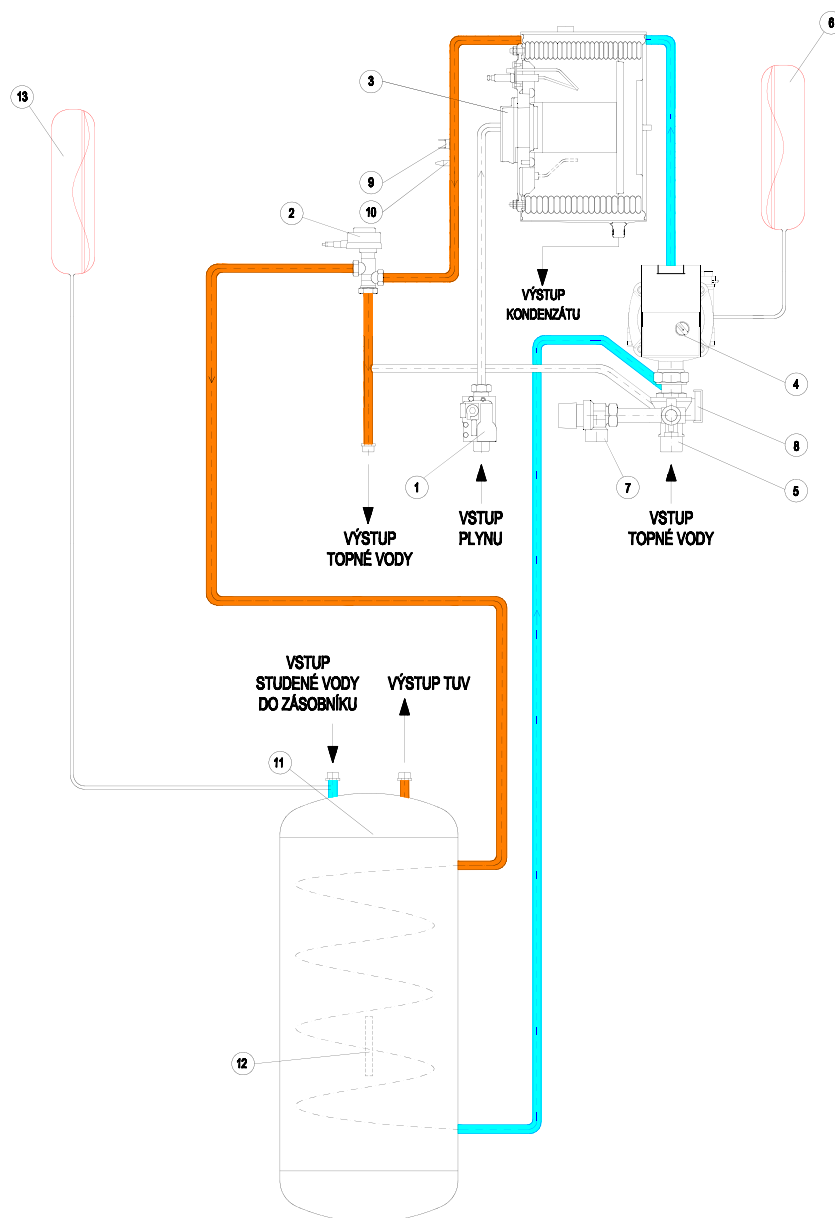 6
13
3
9
10
2
VÝSTUP
KONDENZÁTU
4
8
1
7
5
VÝSTUP
TOPNÉ VODY
VSTUP
PLYNU
VSTUP
TOPNÉ VODY
VSTUP
STUDENÉ VODY
DO ZÁSOBNÍKU
VÝSTUP TUV
11
12